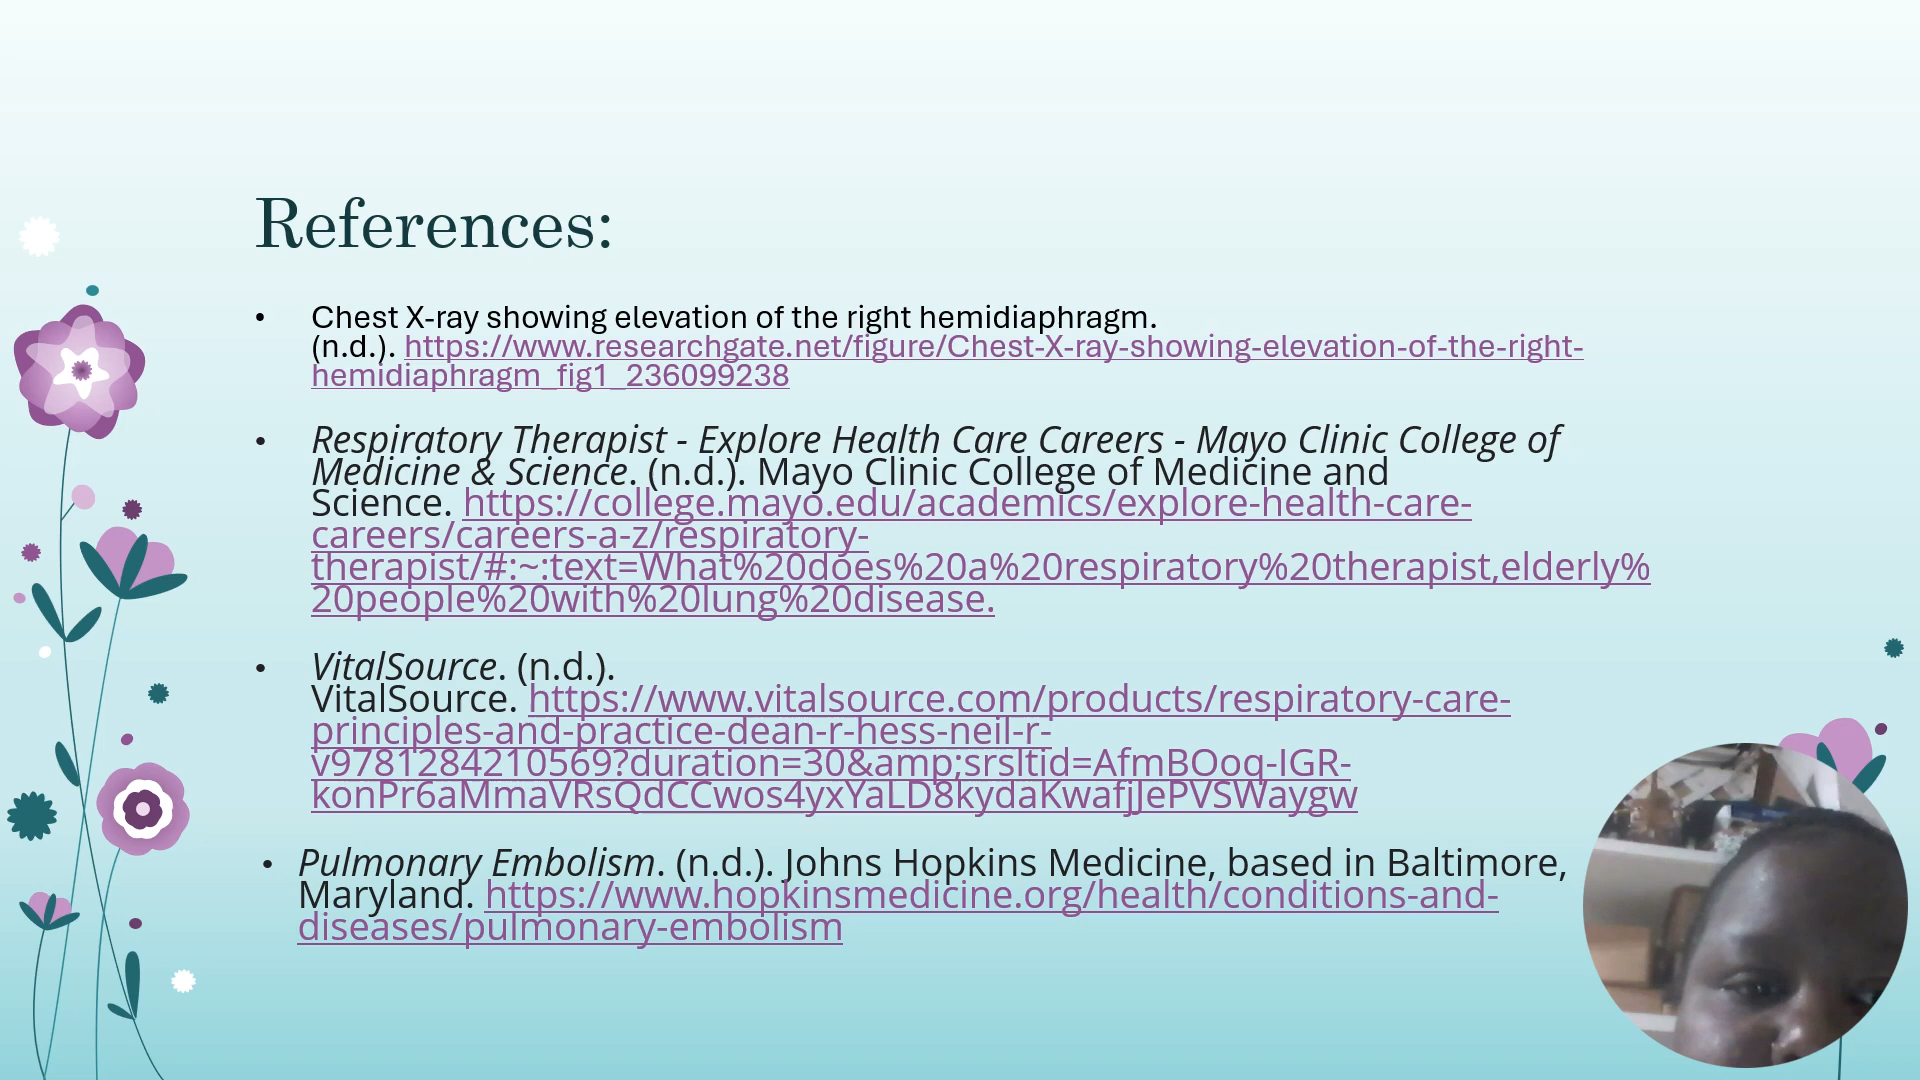 References:
• Chest X-ray showing elevation of the right hemidiaphragm.
(n.d.). https://www.researchgate.net/figure/Chest-X-ray-showing-elevation-of-the-right-
hemidiaphragm_fig1_236099238
• Respiratory Therapist - Explore Health Care Careers - Mayo Clinic College of
Medicine & Science. (n.d.). Mayo Clinic College of Medicine and
Science. https://college.mayo.edu/academics/explore-health-care-
careers/careers-a-z/respiratory-
therapist/#:~:text=What%20does%20a%20respiratory%20therapist,elderly%
20people%20with%20lung%20disease.
• VitalSource. (n.d.).
VitalSource. https://www.vitalsource.com/products/respiratory-care-
principles-and-practice-dean-r-hess-neil-r-
v9781284210569?duration=30&amp;srsltid=AfmBOoq-IGR-
konPr6aMmaVRsQdCCwos4yxYaLD8kydaKwafjJePVSWaygw
• Pulmonary Embolism. (n.d.). Johns Hopkins Medicine, based in Baltimore,
Maryland. https://www.hopkinsmedicine.org/health/conditions-and-
diseases/pulmonary-embolism